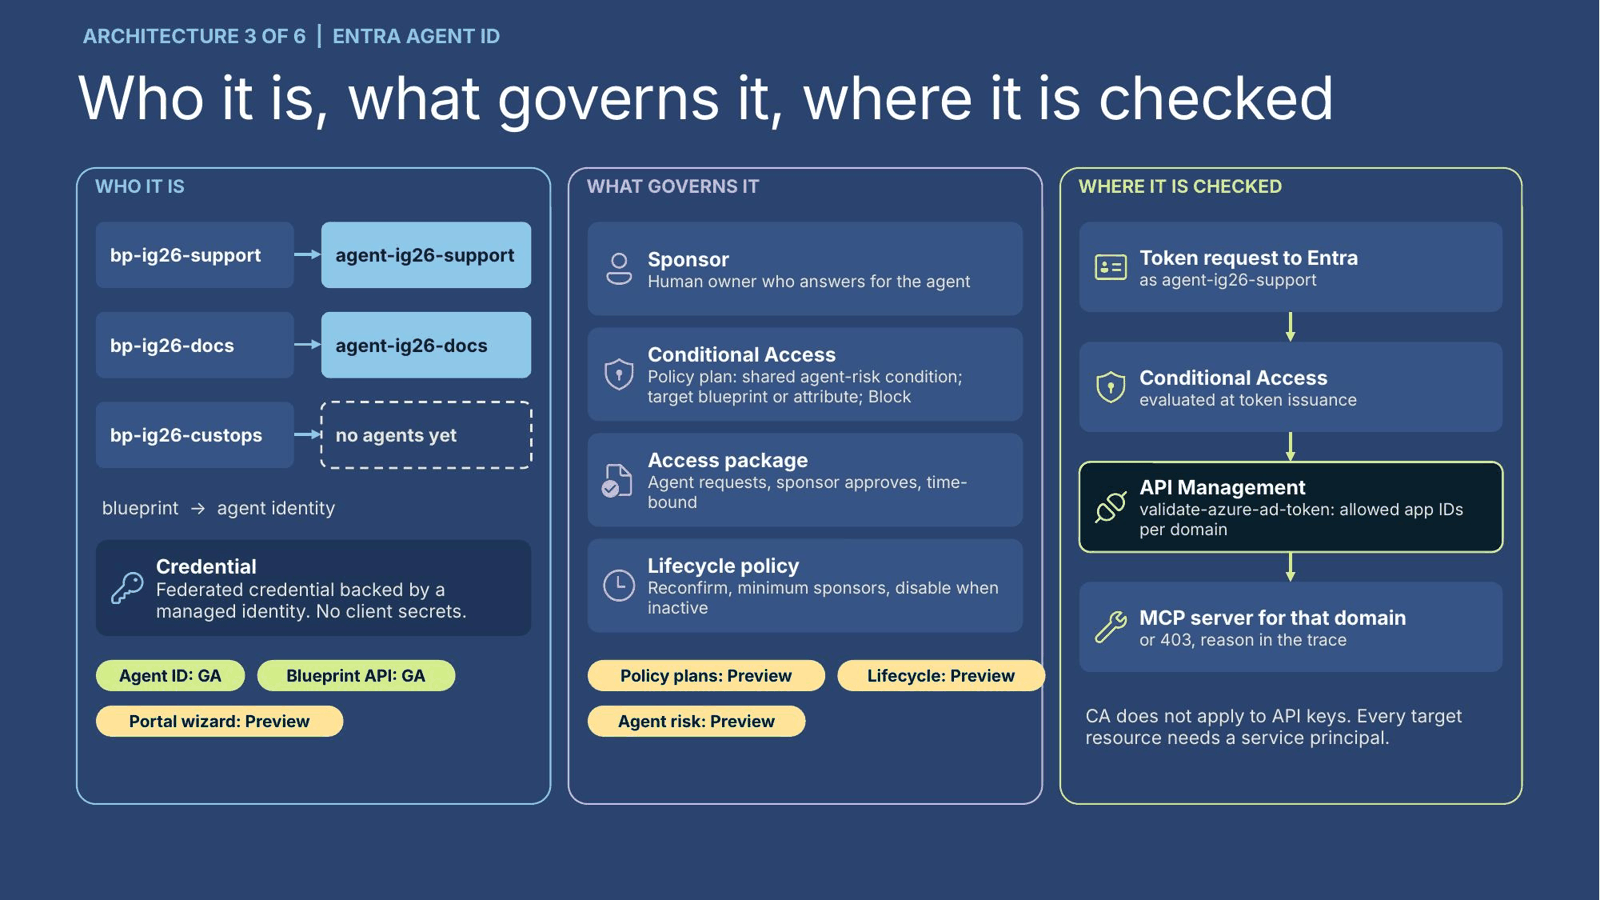 ARCHITECTURE 3 OF 6 | ENTRA AGENT ID
Who it is, what governs it, where it is checked
WHO IT IS
bp-ig26-support → agent-ig26-support
bp-ig26-docs → agent-ig26-docs
bp-ig26-custops → no agents yet
blueprint → agent identity
Credential
Federated credential backed by a
managed identity. No client secrets.
Agent ID: GA
Blueprint API: GA
Portal wizard: Preview
WHAT GOVERNS IT
Sponsor
Human owner who answers for the agent
Conditional Access
Policy plan: shared agent-risk condition;
target blueprint or attribute; Block
Access package
Agent requests, sponsor approves, time-
bound
Lifecycle policy
Reconfirm, minimum sponsors, disable when
inactive
Policy plans: Preview
Lifecycle: Preview
Agent risk: Preview
WHERE IT IS CHECKED
Token request to Entra
as agent-ig26-support
Conditional Access
evaluated at token issuance
API Management
validate-azure-ad-token: allowed app IDs
per domain
MCP server for that domain
or 403, reason in the trace
CA does not apply to API keys. Every target
resource needs a service principal.